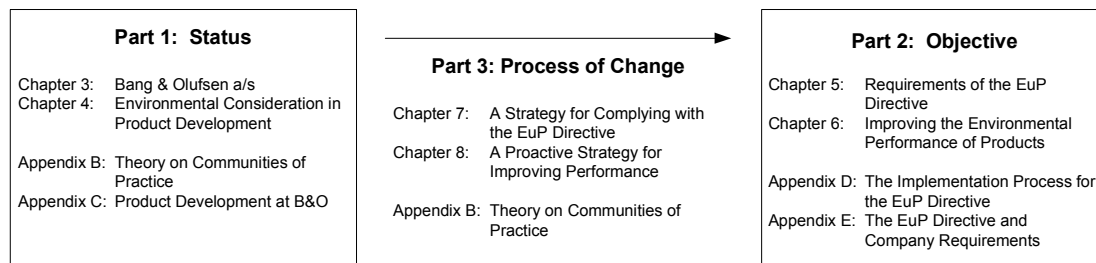 Part 1: Status
Chapter 3: Bang & Olufsen a/s
Chapter 4: Environmental Consideration in
Product Development
Appendix B: Theory on Communities of
Practice
Appendix C: Product Development at B&O
Part 3: Process of Change
Chapter 7: A Strategy for Complying with
the EuP Directive
Chapter 8: A Proactive Strategy for
Improving Performance
Appendix B: Theory on Communities of
Practice
Part 2: Objective
Chapter 5: Requirements of the EuP
Directive
Chapter 6: Improving the Environmental
Performance of Products
Appendix D: The Implementation Process for
the EuP Directive
Appendix E: The EuP Directive and
Company Requirements